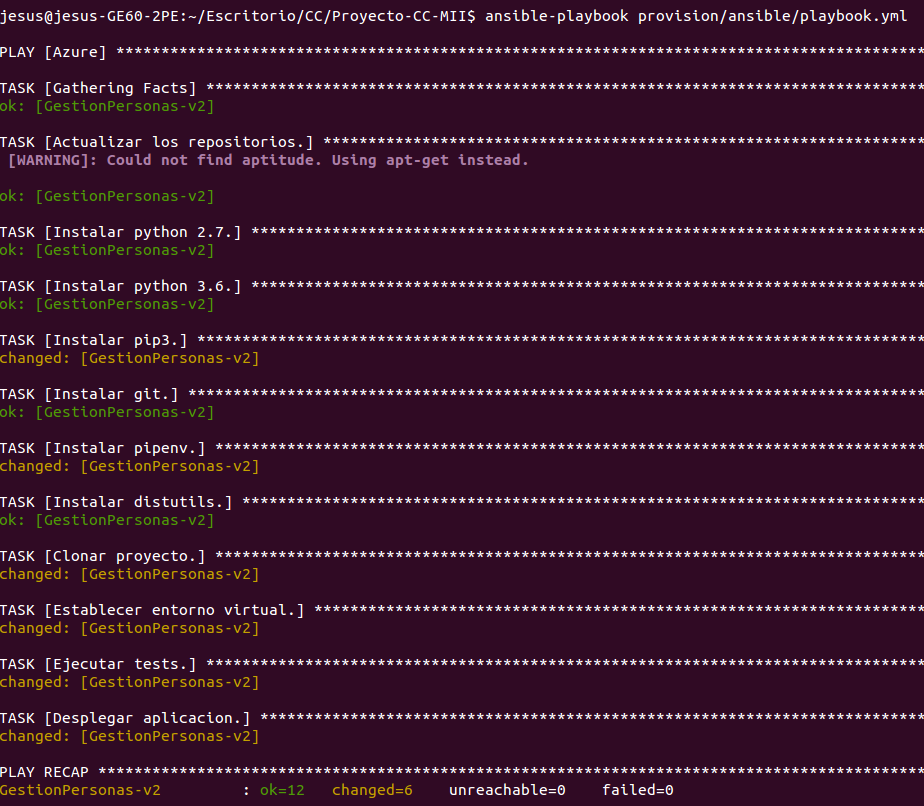 jesus@jesus-GE60-2PE:~/Escritorio/CC/Proyecto-CC-MII$ ansible-playbook provision/ansible/playbook.yml
PLAY [Azure] ******************************************************************************************
TASK [Gathering Facts] ********************************************************************************
ok: [GestionPersonas-v2]
TASK [Actualizar los repositorios.] *******************************************************************
[WARNING]: Could not find aptitude. Using apt-get instead.
ok: [GestionPersonas-v2]
TASK [Instalar python 2.7.] ***************************************************************************
ok: [GestionPersonas-v2]
TASK [Instalar python 3.6.] ***************************************************************************
ok: [GestionPersonas-v2]
TASK [Instalar pip3.] *********************************************************************************
changed: [GestionPersonas-v2]
TASK [Instalar git.] **********************************************************************************
ok: [GestionPersonas-v2]
TASK [Instalar pipenv.] *******************************************************************************
changed: [GestionPersonas-v2]
TASK [Instalar distutils.] ****************************************************************************
ok: [GestionPersonas-v2]
TASK [Clonar proyecto.] *******************************************************************************
changed: [GestionPersonas-v2]
TASK [Establecer entorno virtual.] ********************************************************************
changed: [GestionPersonas-v2]
TASK [Ejecutar tests.] ********************************************************************************
changed: [GestionPersonas-v2]
TASK [Desplegar aplicacion.] **************************************************************************
changed: [GestionPersonas-v2]
PLAY RECAP ********************************************************************************************
GestionPersonas-v2         : ok=12   changed=6    unreachable=0    failed=0